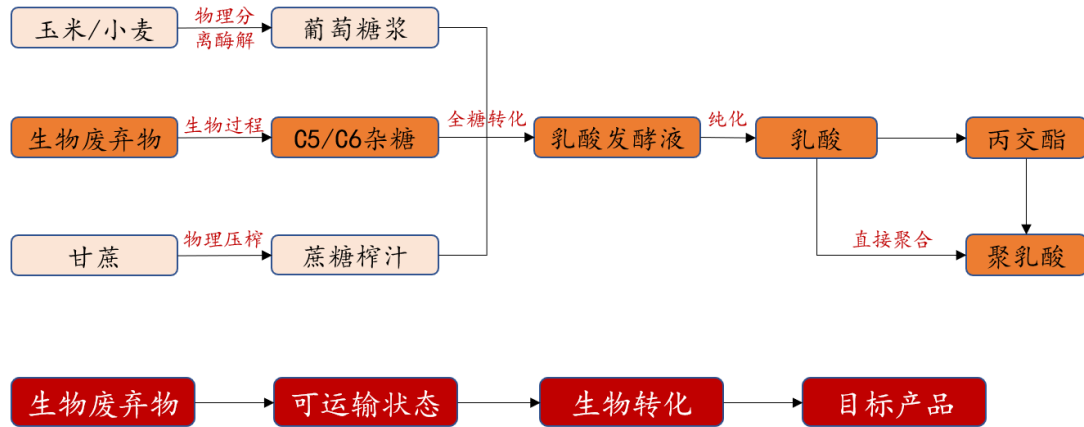 玉米/小麦
物理分
离酶解
葡萄糖浆
生物废弃物
生物过程
C5/C6杂糖
全糖转化
乳酸发酵液
纯化
乳酸
丙交酯
甘蔗
物理压榨
蔗糖榨汁
直接聚合
聚乳酸
生物废弃物
可运输状态
生物转化
目标产品